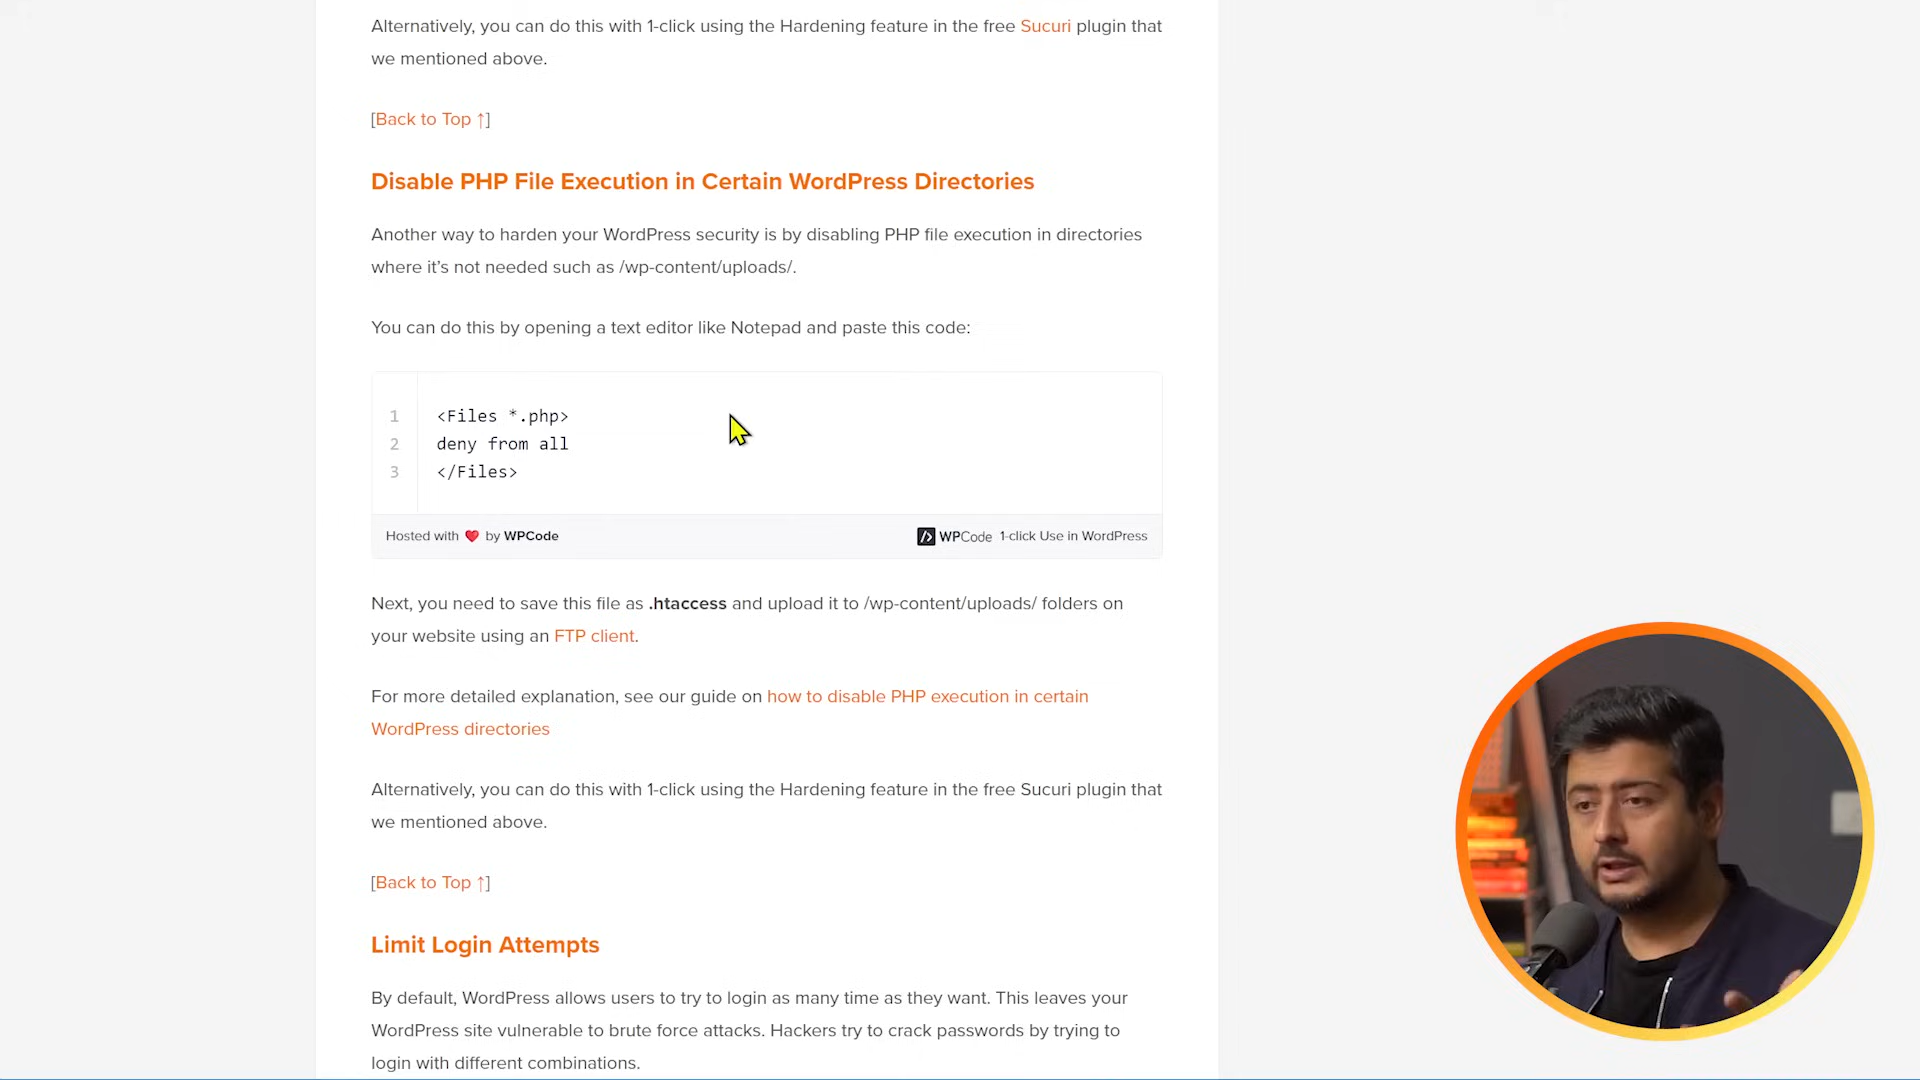 Alternatively, you can do this with 1-click using the Hardening feature in the free Sucuri plugin that
we mentioned above.
[Back to Top ↑]
Disable PHP File Execution in Certain WordPress Directories
Another way to harden your WordPress security is by disabling PHP file execution in directories
where it’s not needed such as /wp-content/uploads/.
You can do this by opening a text editor like Notepad and paste this code:
1 <Files *.php>
2 deny from all
3 </Files>
Hosted with ❤️ by WPCode
WPCode 1-click Use in WordPress
Next, you need to save this file as .htaccess and upload it to /wp-content/uploads/ folders on
your website using an FTP client.
For more detailed explanation, see our guide on how to disable PHP execution in certain
WordPress directories
Alternatively, you can do this with 1-click using the Hardening feature in the free Sucuri plugin that
we mentioned above.
[Back to Top ↑]
Limit Login Attempts
By default, WordPress allows users to try to login as many time as they want. This leaves your
WordPress site vulnerable to brute force attacks. Hackers try to crack passwords by trying to
login with different combinations.